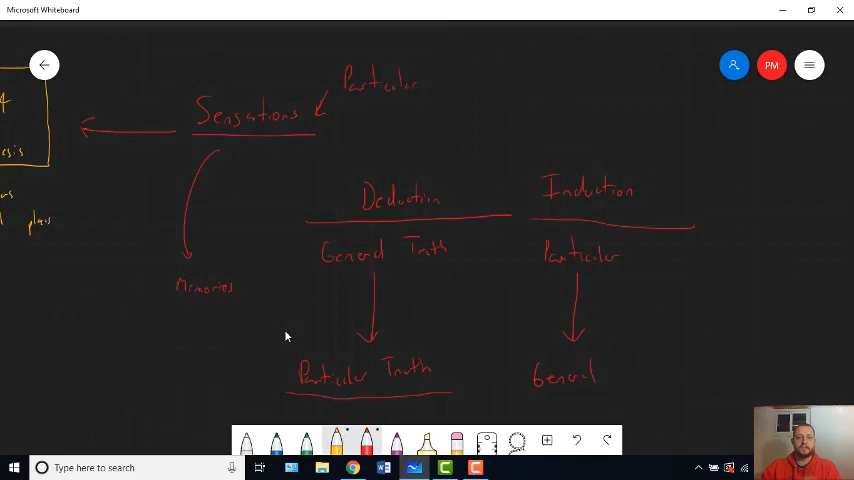 Microsoft Whiteboard
PM
Particular
Sensations
Deduction
Induction
General Truth
Particular
Memories
Particular Truth
General
Type here to search